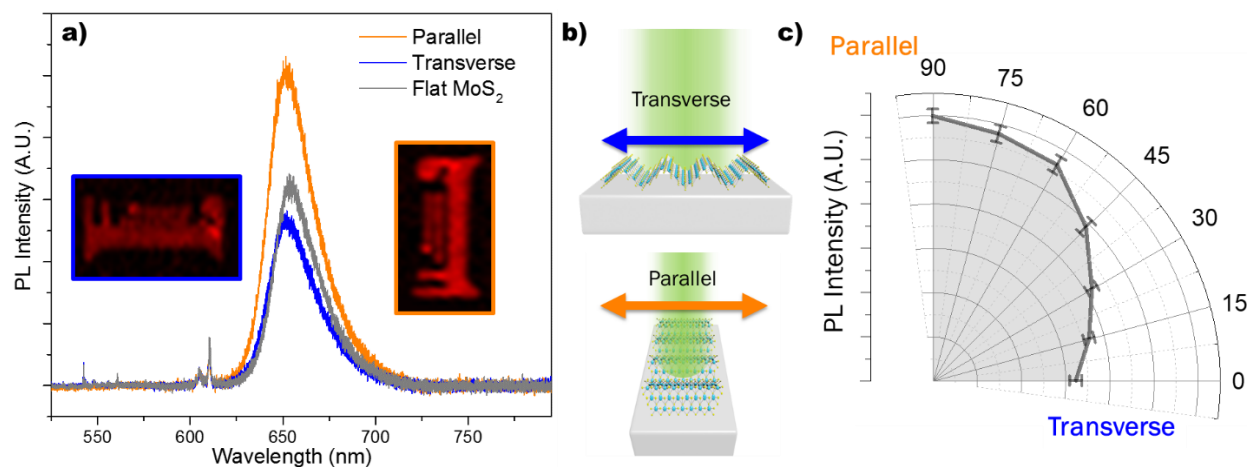 a)
Parallel
Transverse
Flat MoS₂
PL Intensity (A.U.)
550
600
650
700
750
Wavelength (nm)
b)
Transverse
Parallel
c)
Parallel
90
75
60
45
30
15
0
PL Intensity (A.U.)
Transverse